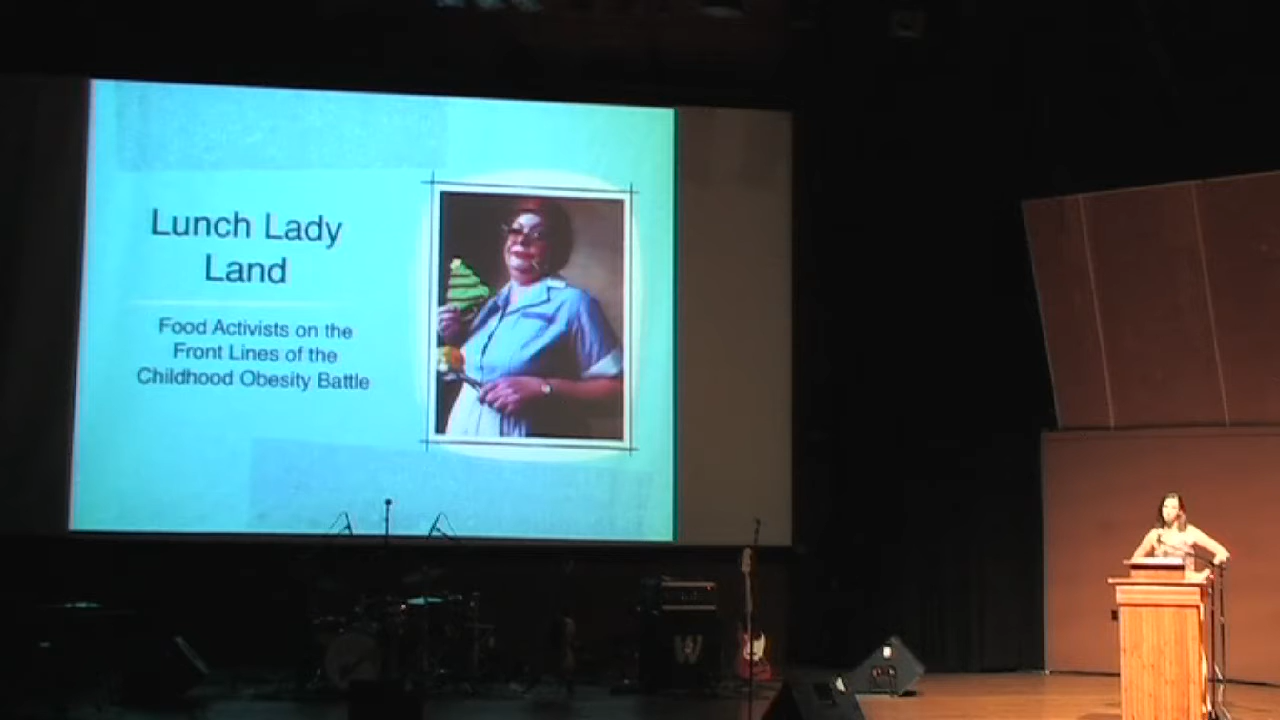 Lunch Lady
Land
Food Activists on the
Front Lines of the
Childhood Obesity Battle
W